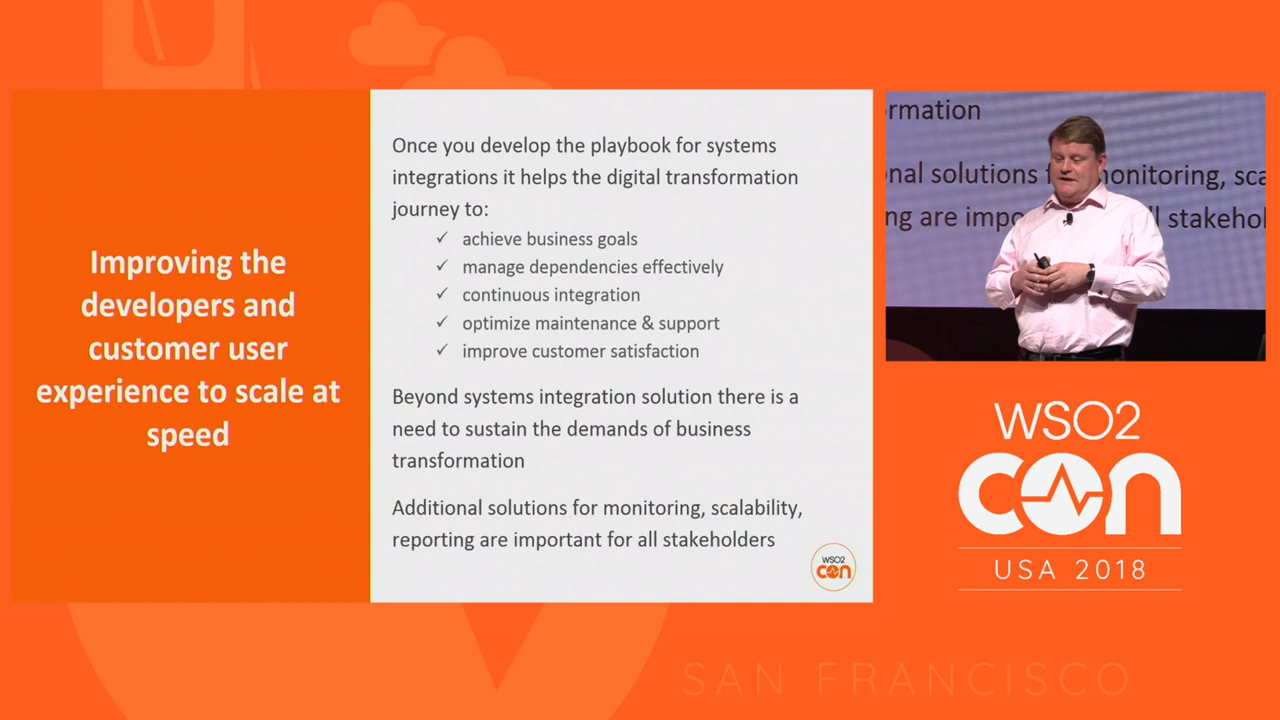 Improving the
developers and
customer user
experience to scale at
speed
Once you develop the playbook for systems
integrations it helps the digital transformation
journey to:
✓ achieve business goals
✓ manage dependencies effectively
✓ continuous integration
✓ optimize maintenance & support
✓ improve customer satisfaction
Beyond systems integration solution there is a
need to sustain the demands of business
transformation
Additional solutions for monitoring, scalability,
reporting are important for all stakeholders
WSO2
con
rmation
nal solutions f monitoring, sca
ng are impo ll stakehol
WSO2
con
USA 2018
SAN FRANCISCO